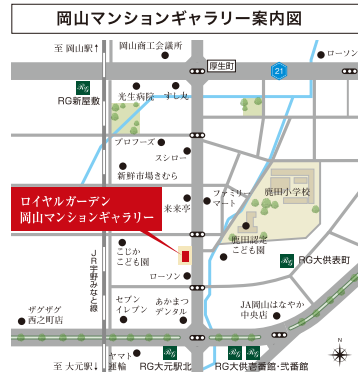 岡山マンションギャラリー案内図
至 岡山駅↑
岡山商工会議所
厚生町
21
ローソン
RG
RG新屋敷
光生病院
すし丸
プロフーズ
スシロー
新鮮市場きむら
鹿田小学校
ロイヤルガーデン
岡山マンションギャラリー
来来亭
ファミリー
マート
鹿田認定
こども園
こじか
こども園
RG大供表町
JR宇野みなと線
ローソン
ザグザグ
西之町店
セブン
イレブン
あかまつ
デンタル
JA岡山はなやか
中央店
至 大元駅↓
ヤマト
運輸
RG大元駅北
RG大供壱番館・弐番館
N